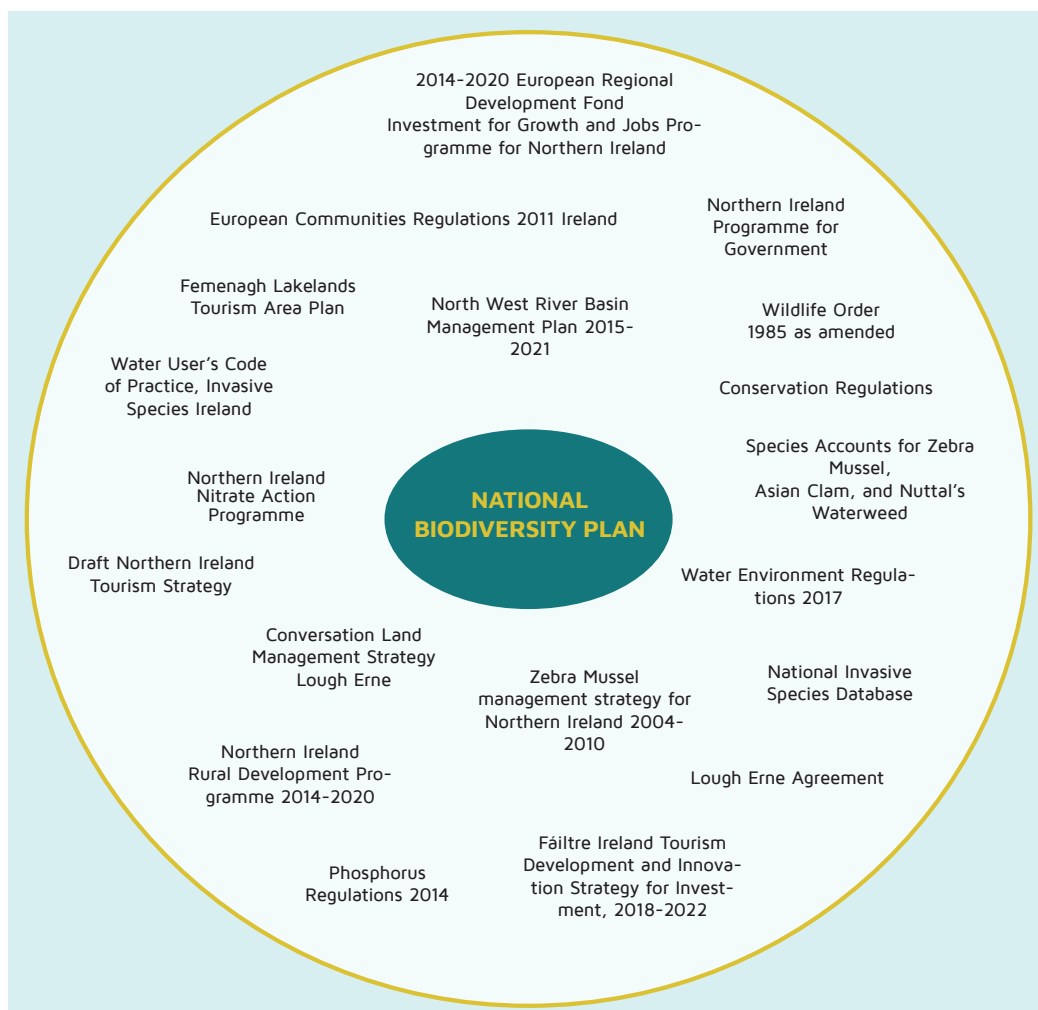 2014-2020 European Regional
Development Fond
Investment for Growth and Jobs Pro-
gramme for Northern Ireland
European Communities Regulations 2011 Ireland
Northern Ireland
Programme for
Government
Femenagh Lakelands
Tourism Area Plan
North West River Basin
Management Plan 2015-
2021
Wildlife Order
1985 as amended
Water User's Code
of Practice, Invasive
Species Ireland
Conservation Regulations
Species Accounts for Zebra
Mussel,
Asian Clam, and Nuttal's
Waterweed
Northern Ireland
Nitrate Action
Programme
NATIONAL
BIODIVERSITY PLAN
Draft Northern Ireland
Tourism Strategy
Water Environment Regula-
tions 2017
Conversation Land
Management Strategy
Lough Erne
Zebra Mussel
management strategy for
Northern Ireland 2004-
2010
National Invasive
Species Database
Northern Ireland
Rural Development Pro-
gramme 2014-2020
Lough Erne Agreement
Phosphorus
Regulations 2014
Fáiltre Ireland Tourism
Development and Innova-
tion Strategy for Invest-
ment, 2018-2022